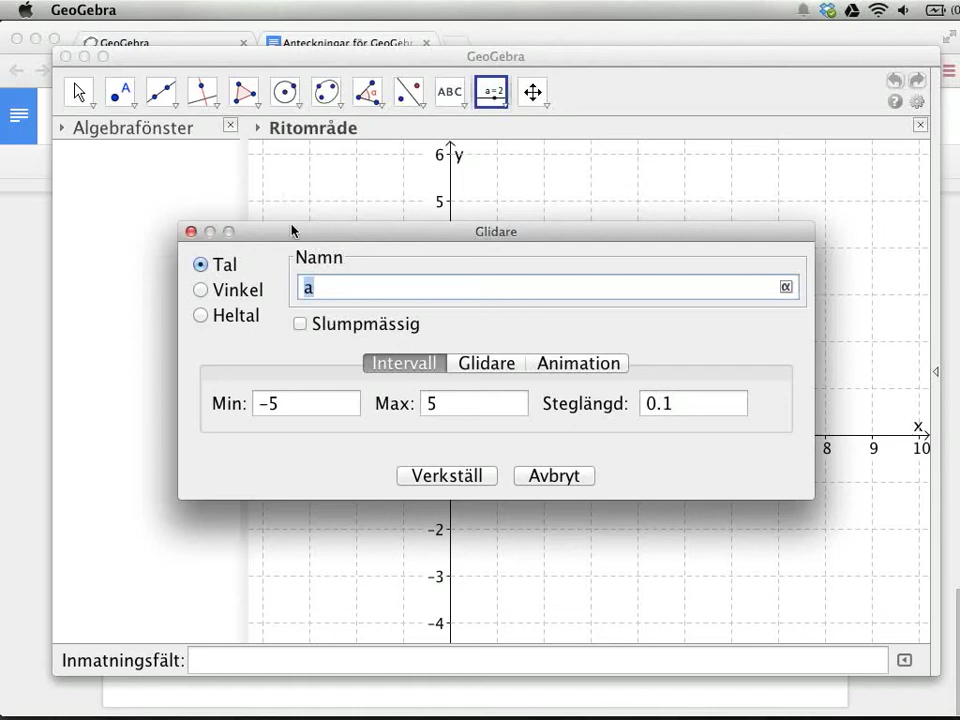 GeoGebra
GeoGebra
Anteckningar för GeoGeb
GeoGebra
A
ABC
a=2
Algebrafönster
Ritområde
6
y
5
Glidare
Tal
Namn
Vinkel
a
α
Heltal
Slumpmässig
Intervall
Glidare
Animation
Min:
-5
Max:
5
Steglängd:
0.1
x
8
9
10
Verkställ
Avbryt
-2
-3
-4
Inmatningsfält: